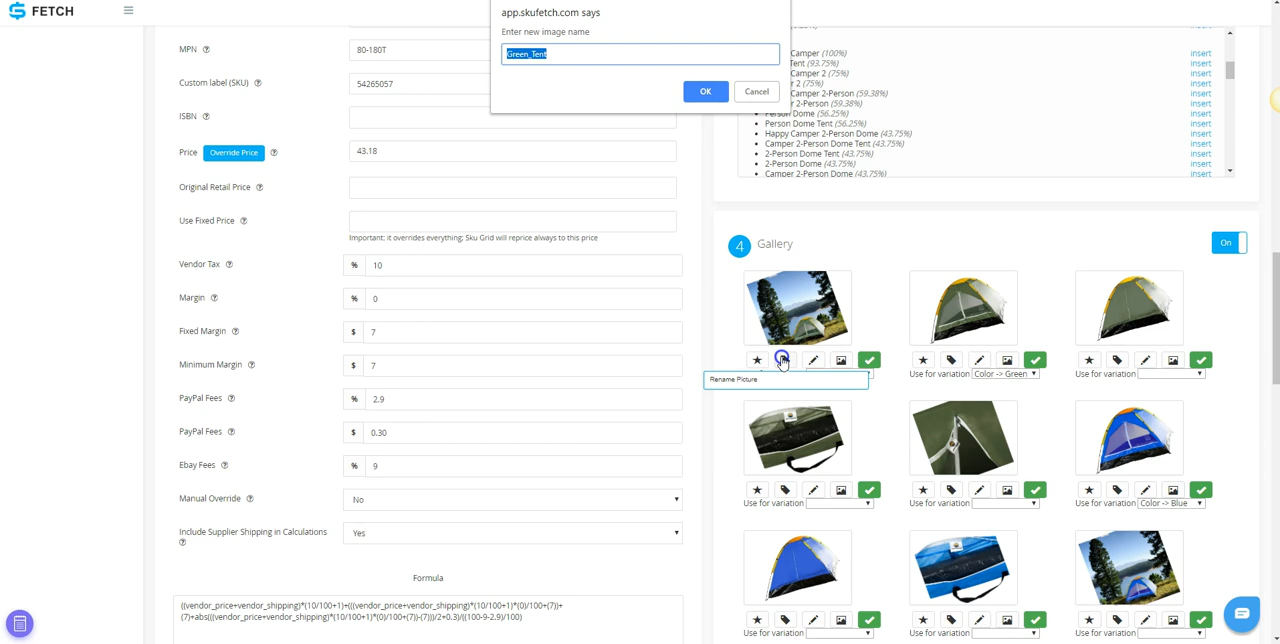 FETCH
app.skufetch.com says
Enter new image name
Green_Tent
OK
Cancel
MPN
80-180T
Custom label (SKU)
54265057
ISBN
Price
Override Price
43.18
Original Retail Price
Use Fixed Price
Important: it overrides everything; Sku Grid will reprice always to this price
Vendor Tax
% 10
Margin
% 0
Fixed Margin
$ 7
Minimum Margin
$ 7
PayPal Fees
% 2.9
PayPal Fees
$ 0.30
Ebay Fees
% 9
Manual Override
No
Include Supplier Shipping in Calculations
Yes
Formula
((vendor_price+vendor_shipping)*(10/100+1)+(((vendor_price+vendor_shipping)*(10/100+1)*(0)/100+(7))+
(7)+abs(((vendor_price+vendor_shipping)*(10/100+1)*(0)/100+(7))-(7)))/2+0.3)/((100-9-2.9)/100)
Camper (100%) insert
Tent (93.75%) insert
Camper 2 (75%) insert
r 2 (75%) insert
Camper 2-Person (59.38%) insert
r 2-Person (59.38%) insert
Person Dome (56.25%) insert
Person Dome Tent (56.25%) insert
Happy Camper 2-Person Dome (43.75%) insert
Camper 2-Person Dome Tent (43.75%) insert
2-Person Dome Tent (43.75%) insert
2-Person Dome (43.75%) insert
Camper 2-Person Dome (43.75%) insert
4 Gallery
On
Rename Picture
Use for variation Color -> Green
Use for variation
Use for variation
Use for variation
Use for variation Color -> Blue
Use for variation
Use for variation
Use for variation